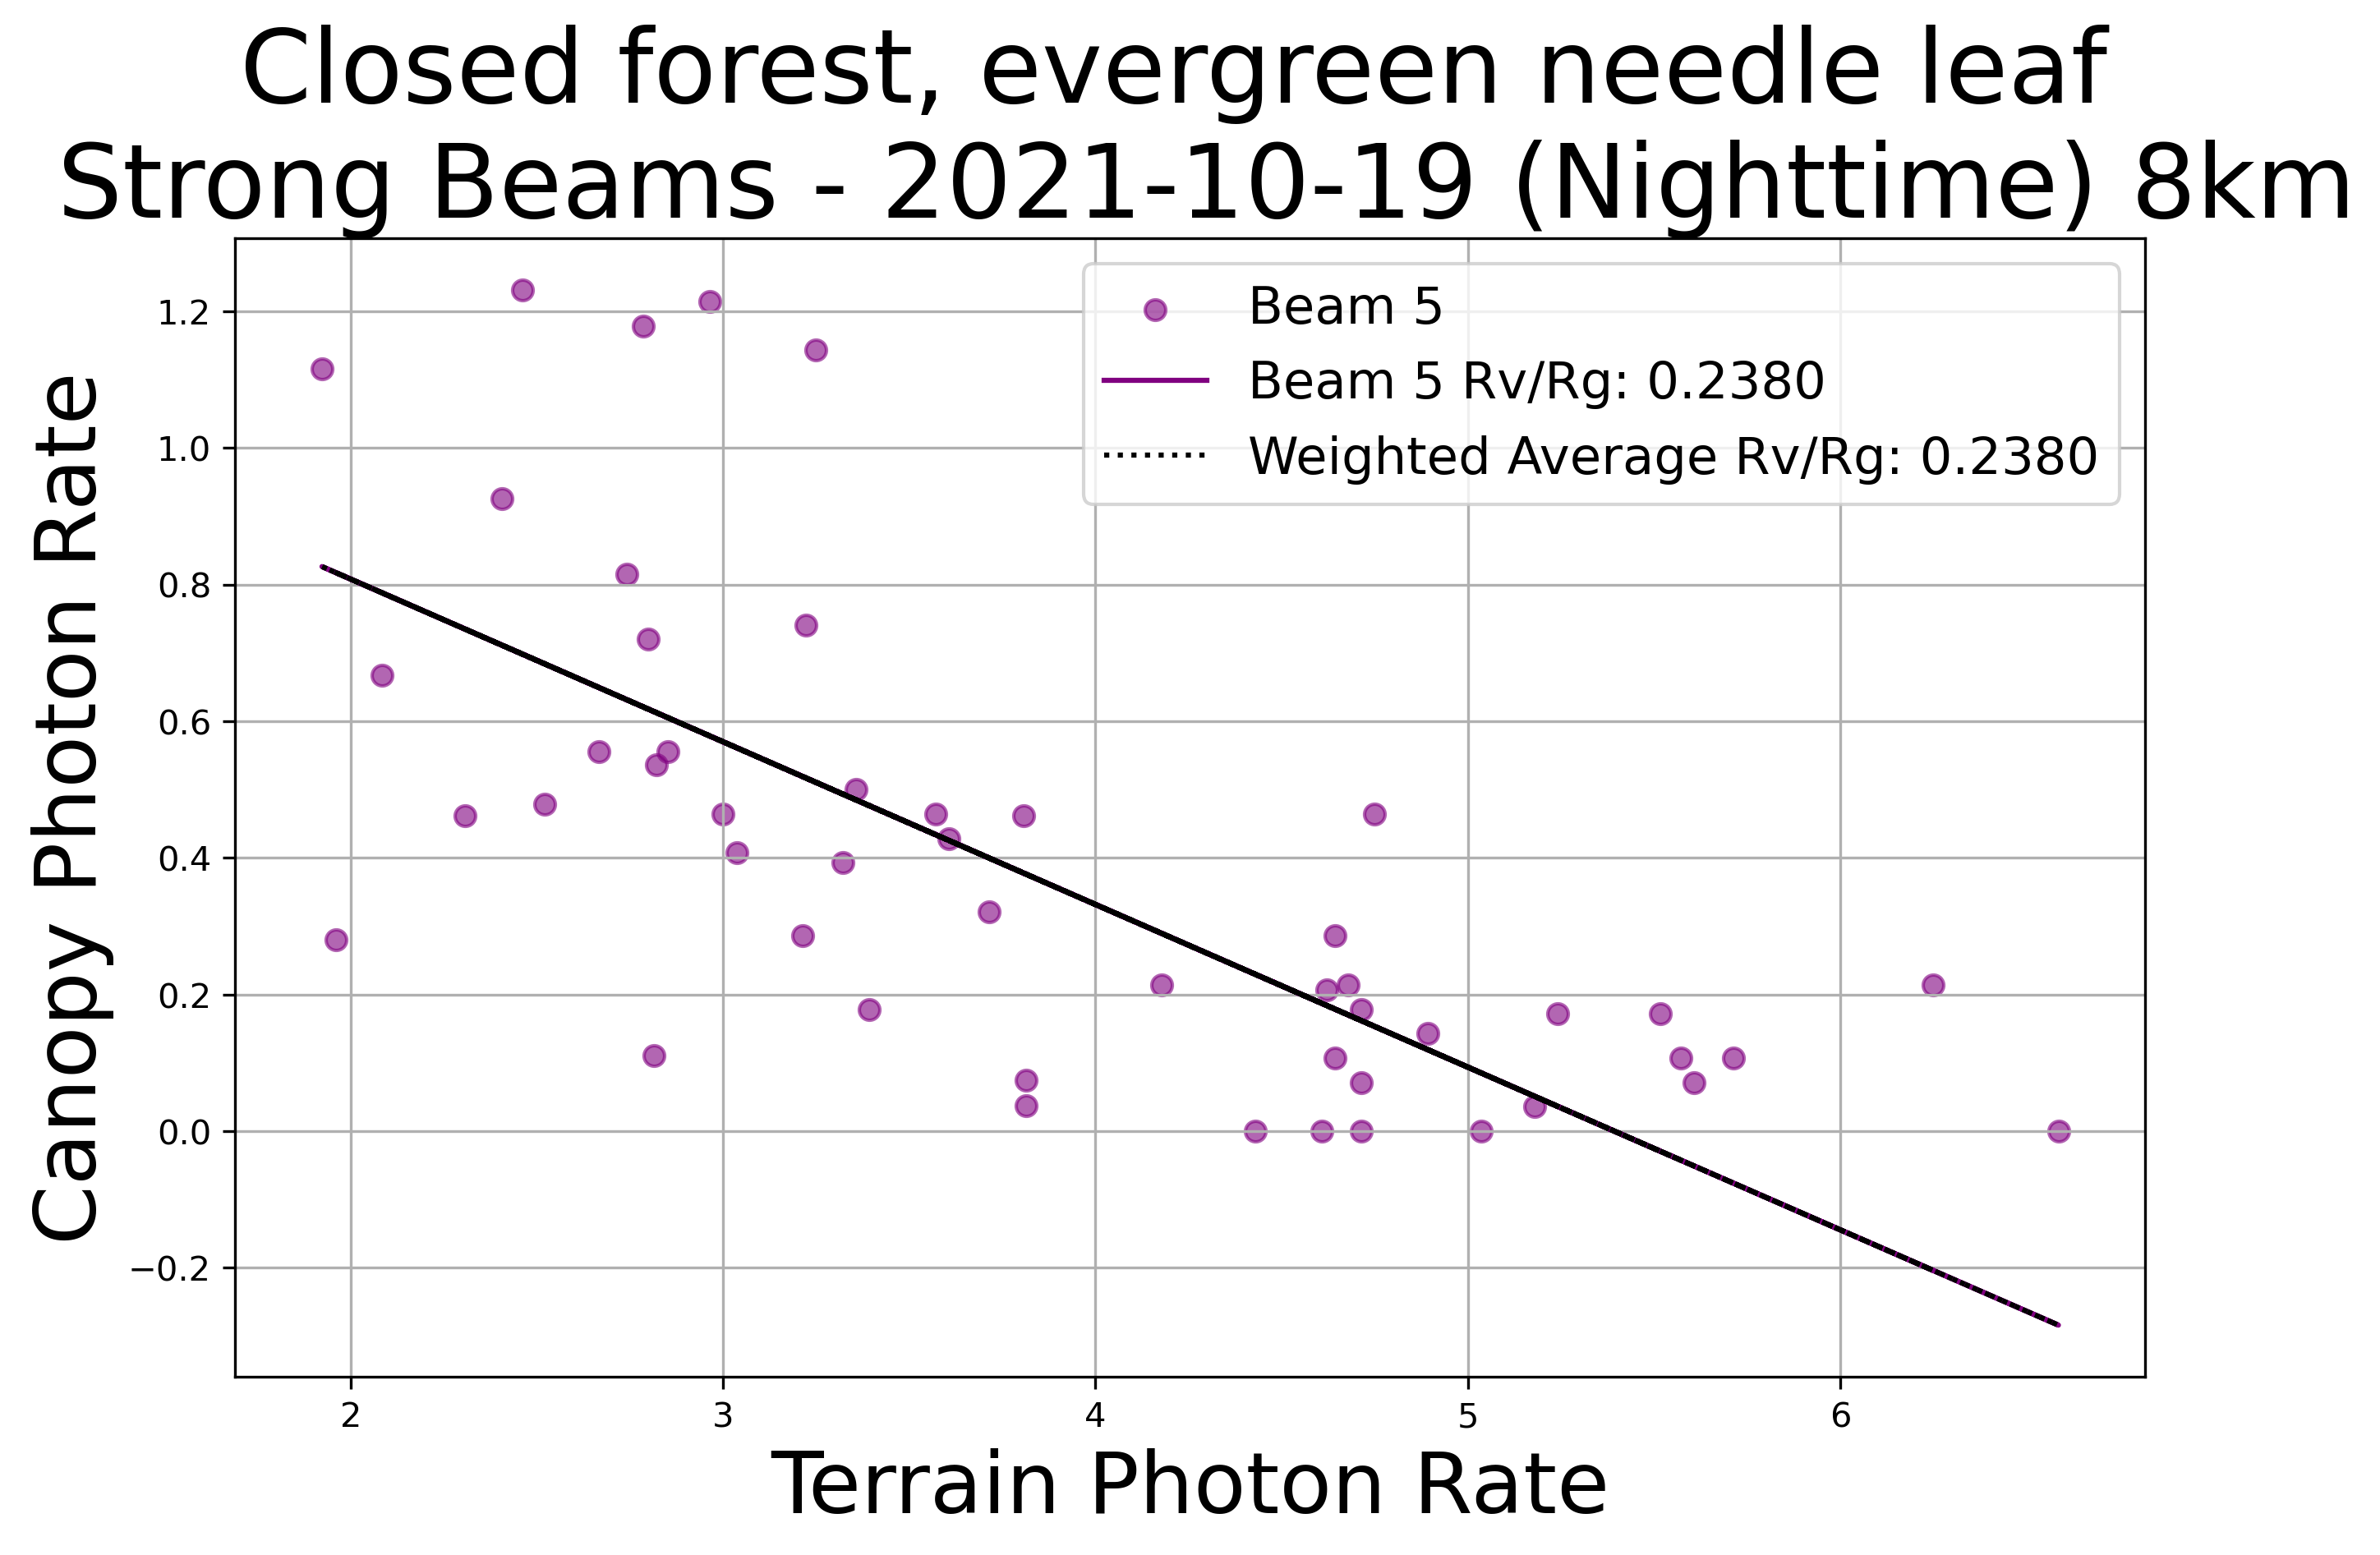 Closed forest, evergreen needle leaf
Strong Beams - 2021-10-19 (Nighttime) 8km
Beam 5
Beam 5 Rv/Rg: 0.2380
Weighted Average Rv/Rg: 0.2380
Canopy Photon Rate
1.2
1.0
0.8
0.6
0.4
0.2
0.0
−0.2
2
3
4
5
6
Terrain Photon Rate